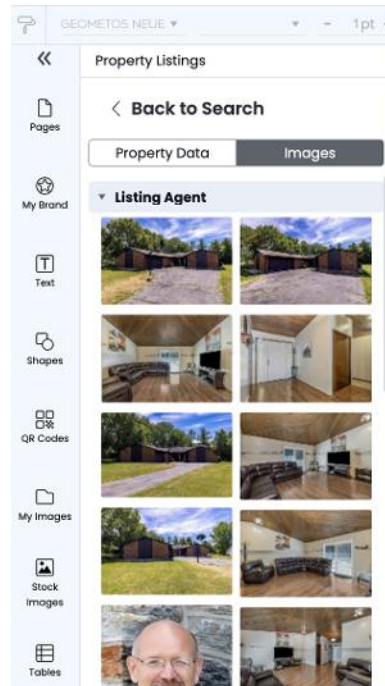 GEOMETOS NEUE
1pt
Property Listings
Back to Search
Property Data
Images
Listing Agent
Pages
My Brand
Text
Shapes
QR Codes
My Images
Stock
Images
Tables